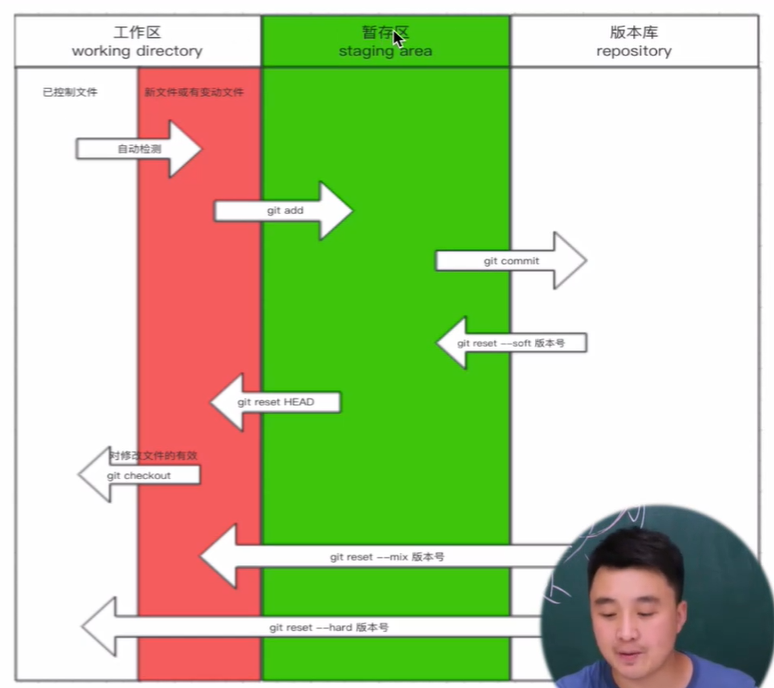 工作区
working directory
暂存区
staging area
版本库
repository
已控制文件
新文件或有变动文件
自动检测
git add
git commit
git reset --soft 版本号
git reset HEAD
对修改文件的有效
git checkout
git reset --mix 版本号
git reset --hard 版本号